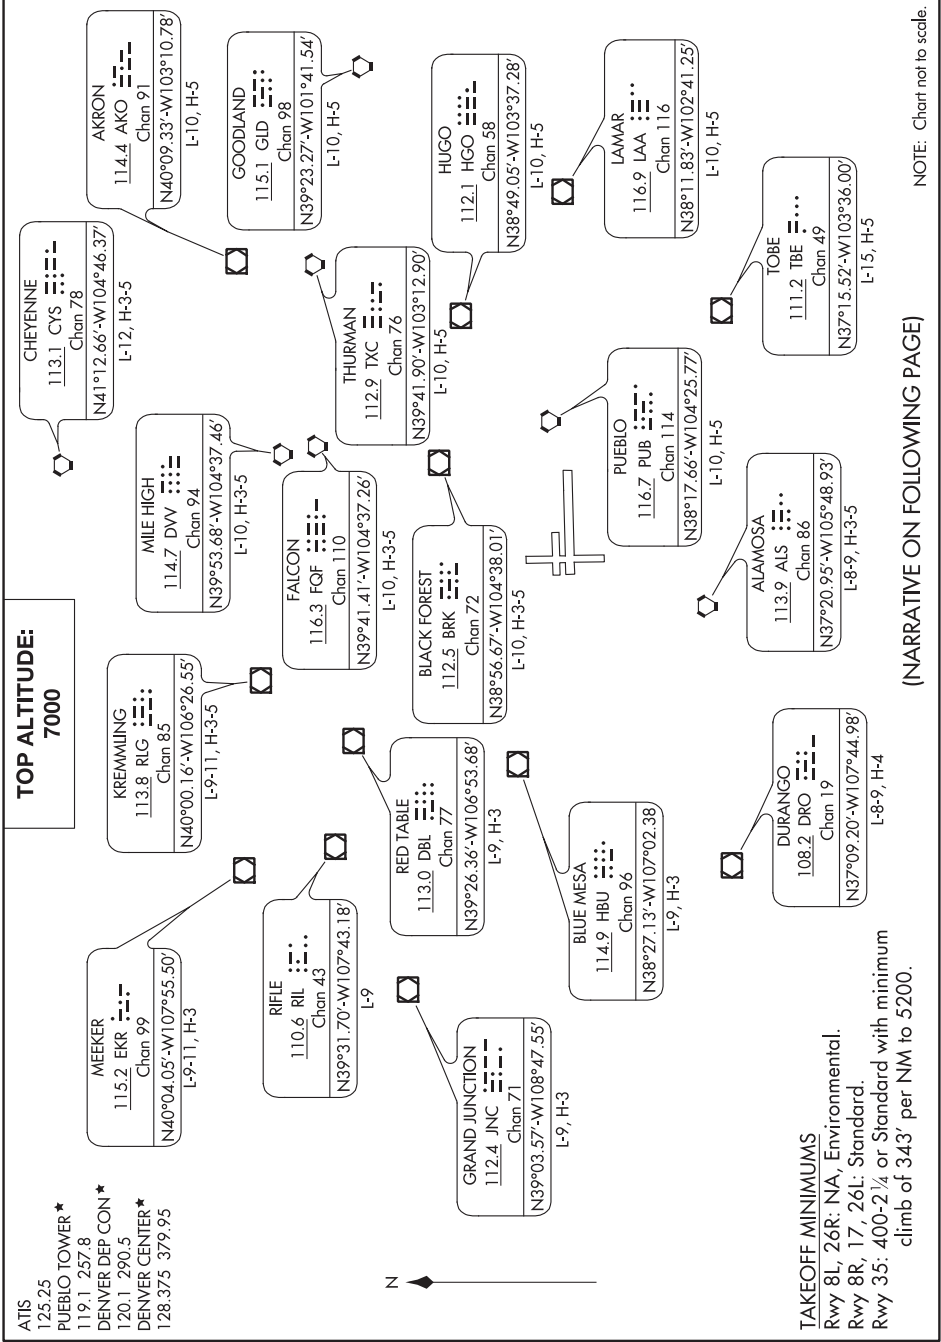 ATIS
125.25
PUEBLO TOWER★
119.1 257.8
DENVER DEP CON★
120.1 290.5
DENVER CENTER★
128.375 379.95
TOP ALTITUDE:
7000
MEEKER
115.2 EKR
Chan 99
N40°04.05'-W107°55.50'
L-9-11, H-3
KREMMLING
113.8 RLG
Chan 85
N40°00.16'-W106°26.55'
L-9-11, H-3-5
MILE HIGH
114.7 DVV
Chan 94
N39°53.68'-W104°37.46'
L-10, H-3-5
CHEYENNE
113.1 CYS
Chan 78
N41°12.66'-W104°46.37'
L-12, H-3-5
AKRON
114.4 AKO
Chan 91
N40°09.33'-W103°10.78'
L-10, H-5
GOODLAND
115.1 GLD
Chan 98
N39°23.27'-W101°41.54'
L-10, H-5
RIFLE
110.6 RIL
Chan 43
N39°31.70'-W107°43.18'
L-9
FALCON
116.3 FQF
Chan 110
N39°41.41'-W104°37.26'
L-10, H-3-5
THURMAN
112.9 TXC
Chan 76
N39°41.90'-W103°12.90'
L-10, H-5
RED TABLE
113.0 DBL
Chan 77
N39°26.36'-W106°53.68'
L-9, H-3
BLACK FOREST
112.5 BRK
Chan 72
N38°56.67'-W104°38.01'
L-10, H-3-5
HUGO
112.1 HGO
Chan 58
N38°49.05'-W103°37.28'
L-10, H-5
GRAND JUNCTION
112.4 JNC
Chan 71
N39°03.57'-W108°47.55'
L-9, H-3
BLUE MESA
114.9 HBU
Chan 96
N38°27.13'-W107°02.38
L-9, H-3
PUEBLO
116.7 PUB
Chan 114
N38°17.66'-W104°25.77'
L-10, H-5
LAMAR
116.9 LAA
Chan 116
N38°11.83'-W102°41.25'
L-10, H-5
DURANGO
108.2 DRO
Chan 19
N37°09.20'-W107°44.98'
L-8-9, H-4
ALAMOSA
113.9 ALS
Chan 86
N37°20.95'-W105°48.93'
L-8-9, H-3-5
TOBE
111.2 TBE
Chan 49
N37°15.52'-W103°36.00'
L-15, H-5
N
TAKEOFF MINIMUMS
Rwy 8L, 26R: NA, Environmental.
Rwy 8R, 17, 26L: Standard.
Rwy 35: 400-2¼ or Standard with minimum
climb of 343' per NM to 5200.
(NARRATIVE ON FOLLOWING PAGE)
NOTE: Chart not to scale.